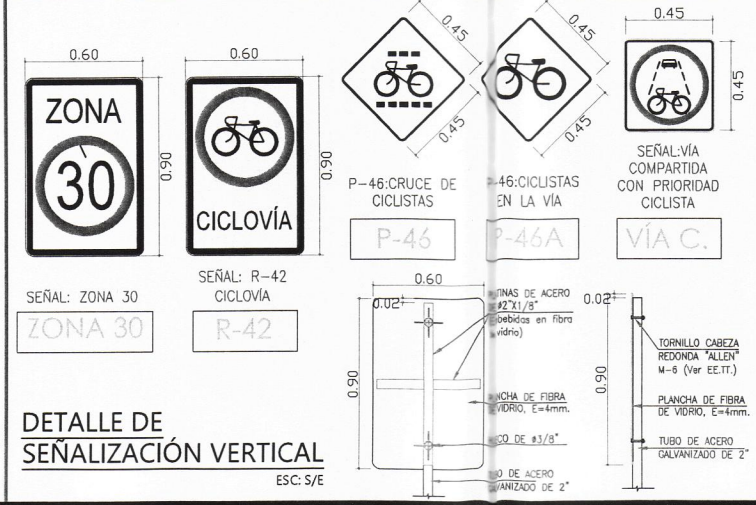 0.60
ZONA
30
0.90
SEÑAL: ZONA 30
ZONA 30
0.60
CICLOVÍA
0.90
SEÑAL: R-42
CICLOVÍA
R-42
0.45
0.45
P-46:CRUCE DE
CICLISTAS
P-46
0.45
0.45
-46:CICLISTAS
EN LA VÍA
P-46A
0.45
0.45
SEÑAL:VÍA
COMPARTIDA
CON PRIORIDAD
CICLISTA
VÍA C.
0.60
0.02
0.90
TINAS DE ACERO
ø2"X1/8"
bebidas en fibra
vidrio)
NCHA DE FIBRA
VIDRIO, E=4mm.
CO DE ø3/8"
O DE ACERO
VANIZADO DE 2"
0.02
0.90
TORNILLO CABEZA
REDONDA "ALLEN"
M-6 (Ver EE.TT.)
PLANCHA DE FIBRA
DE VIDRIO, E=4mm.
TUBO DE ACERO
GALVANIZADO DE 2"
DETALLE DE
SEÑALIZACIÓN VERTICAL
ESC: S/E